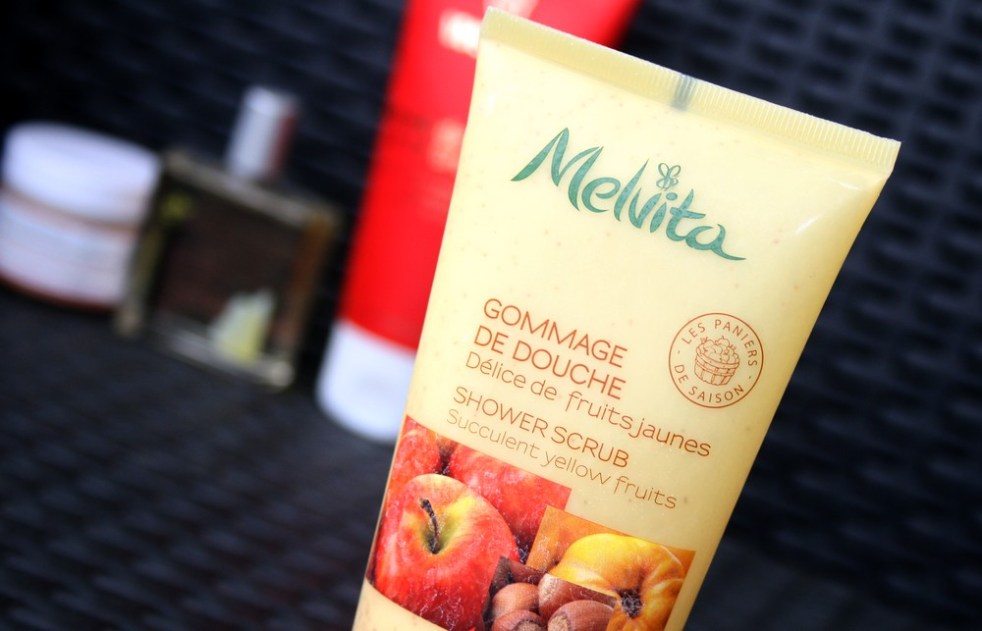 Melvita
GOMMAGE
DE DOUCHE
Délice de fruits jaunes
SHOWER SCRUB
Succulent yellow fruits
· LES PANIERS ·
DE SAISON